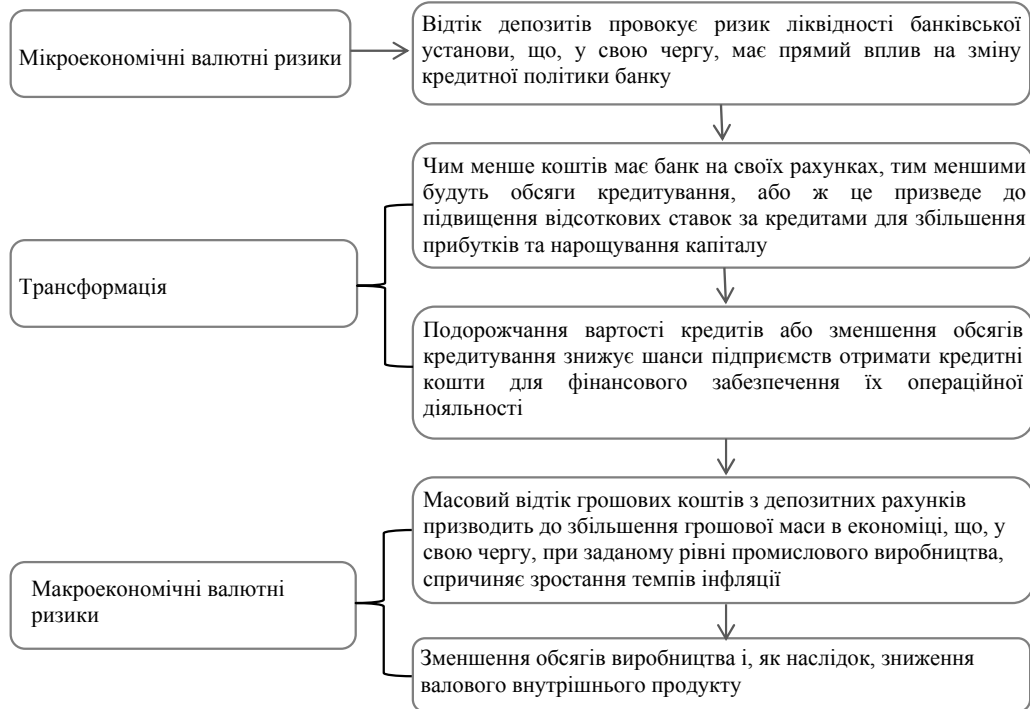 Мікроекономічні валютні ризики
Відтік депозитів провокує ризик ліквідності банківської
установи, що, у свою чергу, має прямий вплив на зміну
кредитної політики банку
Трансформація
Чим менше коштів має банк на своїх рахунках, тим меншими
будуть обсяги кредитування, або ж це призведе до
підвищення відсоткових ставок за кредитами для збільшення
прибутків та нарощування капіталу
Подорожчання вартості кредитів або зменшення обсягів
кредитування знижує шанси підприємств отримати кредитні
кошти для фінансового забезпечення їх операційної
діяльності
Макроекономічні валютні
ризики
Масовий відтік грошових коштів з депозитних рахунків
призводить до збільшення грошової маси в економіці, що, у
свою чергу, при заданому рівні промислового виробництва,
спричиняє зростання темпів інфляції
Зменшення обсягів виробництва і, як наслідок, зниження
валового внутрішнього продукту